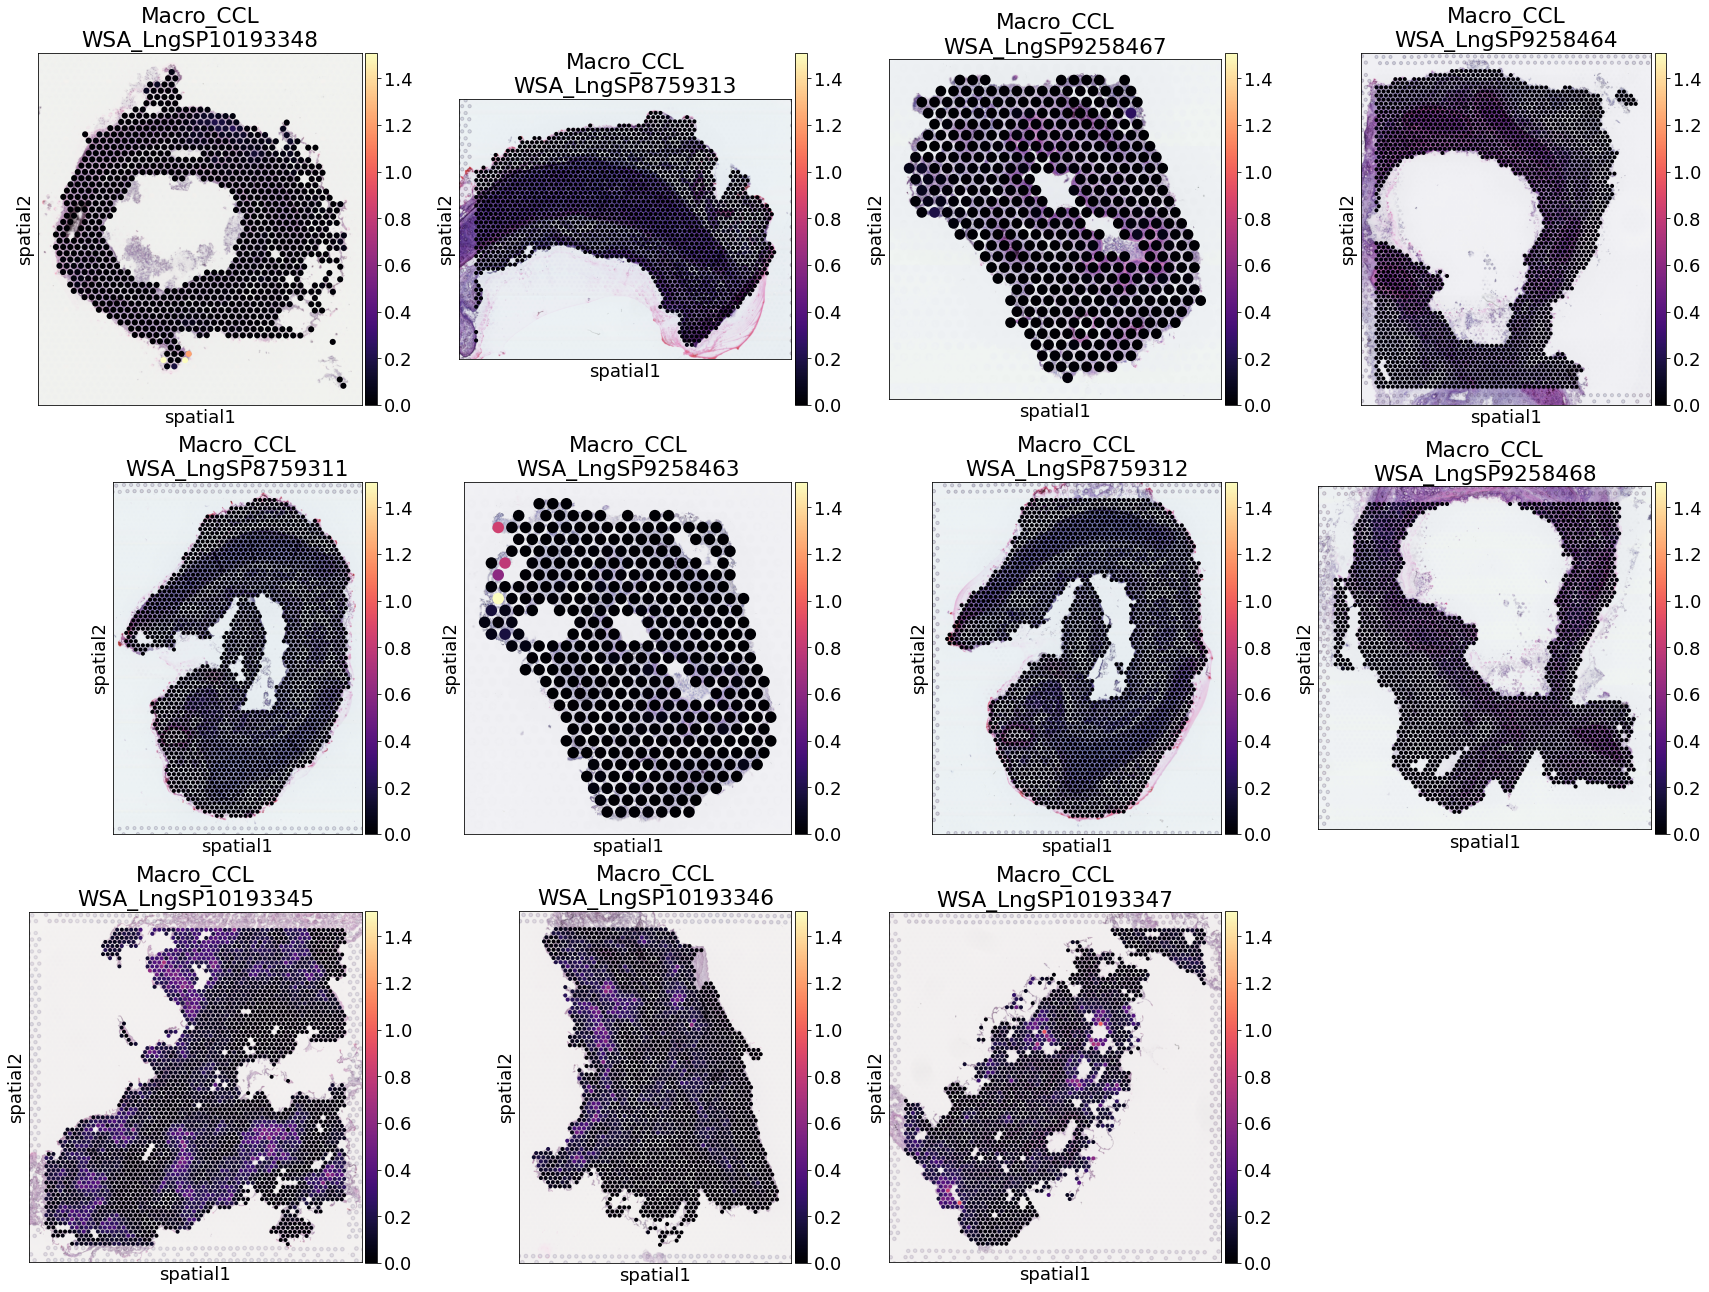 Macro_CCL
WSA_LngSP10193348
spatial2
spatial1
1.4
1.2
1.0
0.8
0.6
0.4
0.2
0.0
Macro_CCL
WSA_LngSP8759313
spatial2
spatial1
1.4
1.2
1.0
0.8
0.6
0.4
0.2
0.0
Macro_CCL
WSA_LngSP9258467
spatial2
spatial1
1.4
1.2
1.0
0.8
0.6
0.4
0.2
0.0
Macro_CCL
WSA_LngSP9258464
spatial2
spatial1
1.4
1.2
1.0
0.8
0.6
0.4
0.2
0.0
Macro_CCL
WSA_LngSP8759311
spatial2
spatial1
1.4
1.2
1.0
0.8
0.6
0.4
0.2
0.0
Macro_CCL
WSA_LngSP9258463
spatial2
spatial1
1.4
1.2
1.0
0.8
0.6
0.4
0.2
0.0
Macro_CCL
WSA_LngSP8759312
spatial2
spatial1
1.4
1.2
1.0
0.8
0.6
0.4
0.2
0.0
Macro_CCL
WSA_LngSP9258468
spatial2
spatial1
1.4
1.2
1.0
0.8
0.6
0.4
0.2
0.0
Macro_CCL
WSA_LngSP10193345
spatial2
spatial1
1.4
1.2
1.0
0.8
0.6
0.4
0.2
0.0
Macro_CCL
WSA_LngSP10193346
spatial2
spatial1
1.4
1.2
1.0
0.8
0.6
0.4
0.2
0.0
Macro_CCL
WSA_LngSP10193347
spatial2
spatial1
1.4
1.2
1.0
0.8
0.6
0.4
0.2
0.0